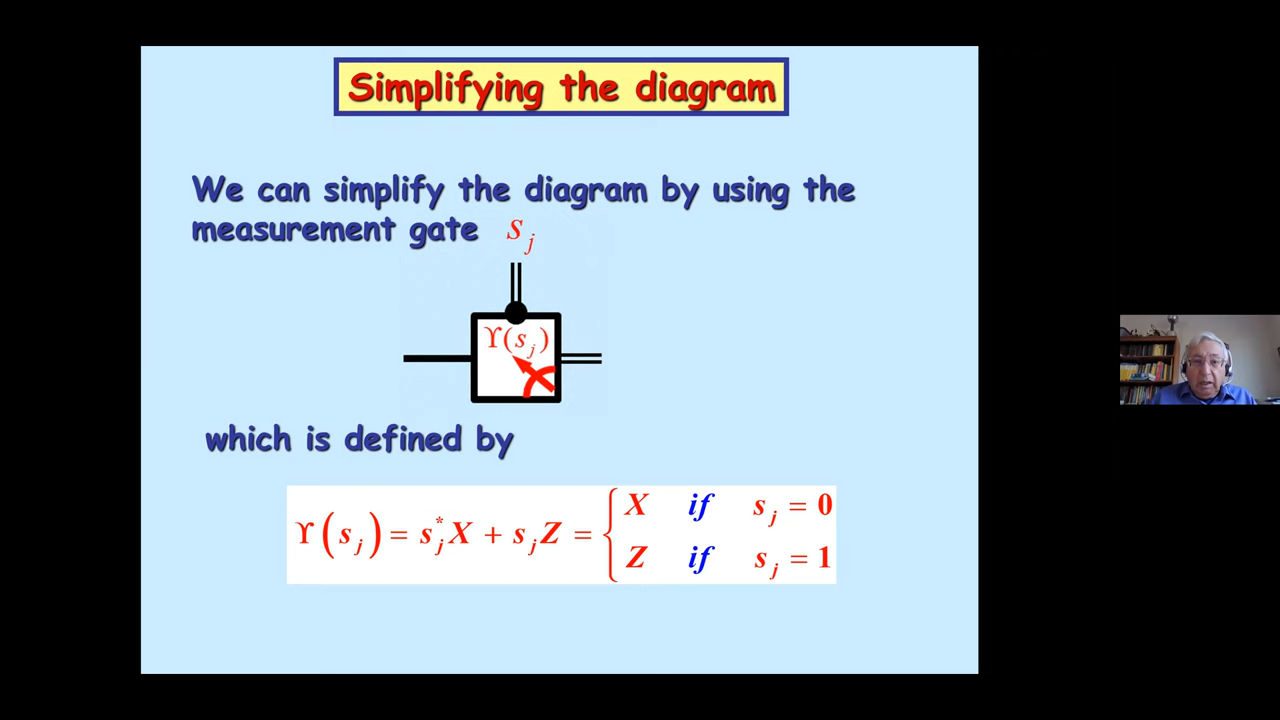 Simplifying the diagram
We can simplify the diagram by using the
measurement gate s_j
ϒ(s_j)
which is defined by
ϒ(s_j) = s_j^* X + s_j Z = { X if s_j = 0
Z if s_j = 1